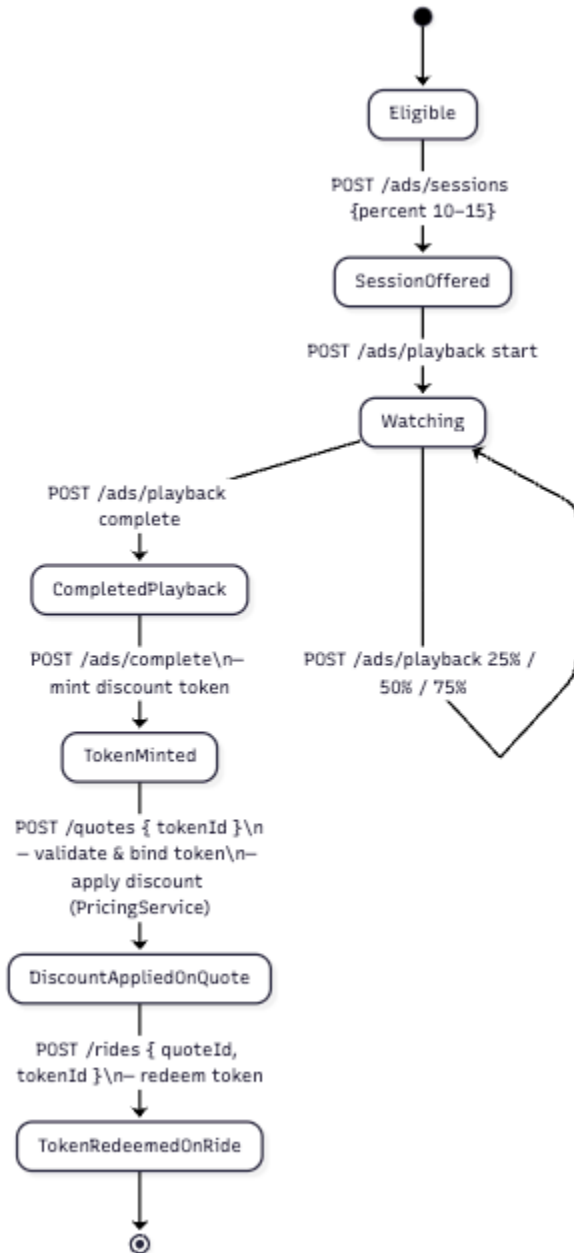 Eligible
POST /ads/sessions
{percent 10–15}
SessionOffered
POST /ads/playback start
Watching
POST /ads/playback
complete
CompletedPlayback
POST /ads/complete\n–
mint discount token
POST /ads/playback 25% /
50% / 75%
TokenMinted
POST /quotes { tokenId }\n
– validate & bind token\n–
apply discount
(PricingService)
DiscountAppliedOnQuote
POST /rides { quoteId,
tokenId }\n– redeem token
TokenRedeemedOnRide